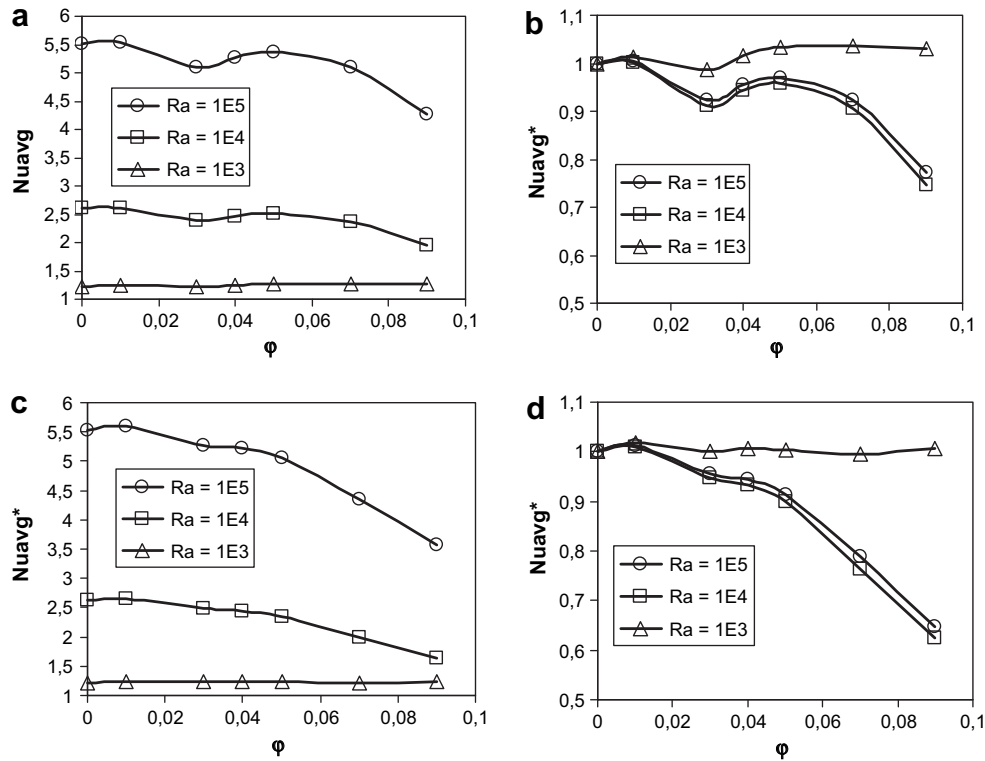 a
6
5,5
5
4,5
4
3,5
3
2,5
2
1,5
1
Nuavg
Ra = 1E5
Ra = 1E4
Ra = 1E3
0 0,02 0,04 0,06 0,08 0,1
φ
b
1,1
1
0,9
0,8
0,7
0,6
0,5
Nuavg*
Ra = 1E5
Ra = 1E4
Ra = 1E3
0 0,02 0,04 0,06 0,08 0,1
φ
c
6
5,5
5
4,5
4
3,5
3
2,5
2
1,5
1
Nuavg*
Ra = 1E5
Ra = 1E4
Ra = 1E3
0 0,02 0,04 0,06 0,08 0,1
φ
d
1,1
1
0,9
0,8
0,7
0,6
0,5
Nuavg*
Ra = 1E5
Ra = 1E4
Ra = 1E3
0 0,02 0,04 0,06 0,08 0,1
φ